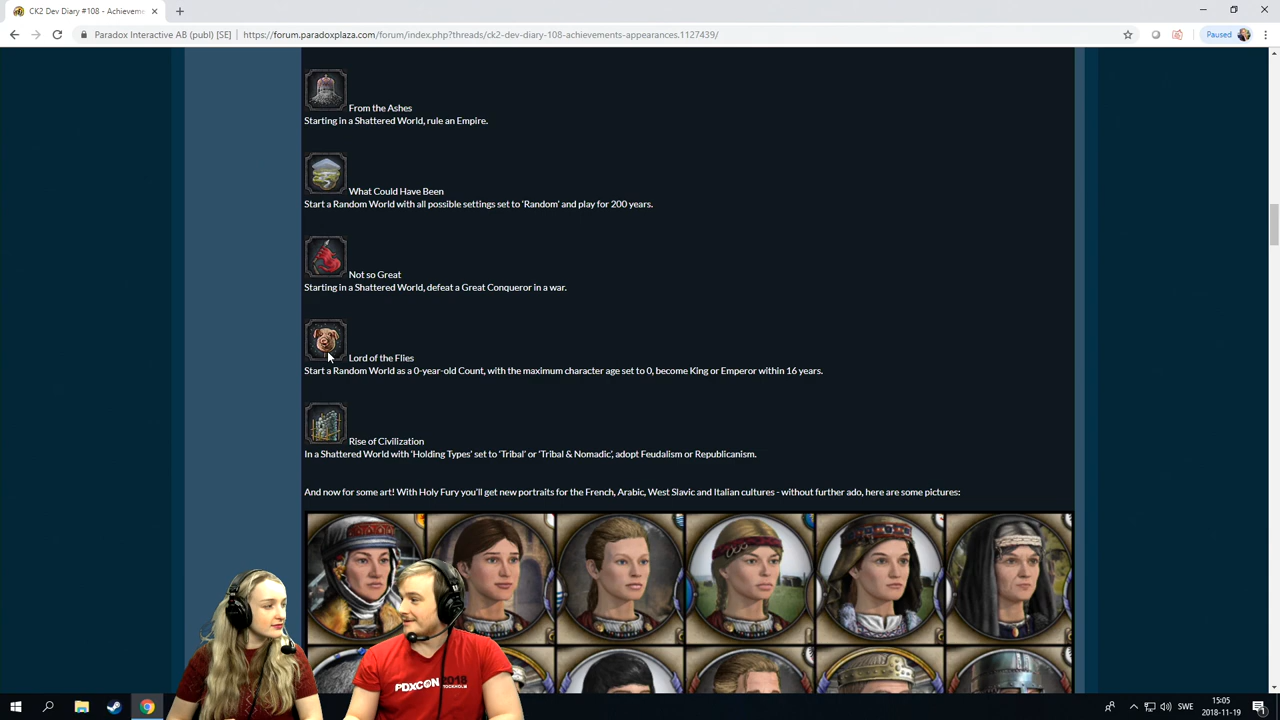 CK2 Dev Diary #108 - Achievem
Paradox Interactive AB (publ) [SE]
https://forum.paradoxplaza.com/forum/index.php?threads/ck2-dev-diary-108-achievements-appearances.1127439/
Paused
From the Ashes
Starting in a Shattered World, rule an Empire.
What Could Have Been
Start a Random World with all possible settings set to 'Random' and play for 200 years.
Not so Great
Starting in a Shattered World, defeat a Great Conqueror in a war.
Lord of the Flies
Start a Random World as a 0-year-old Count, with the maximum character age set to 0, become King or Emperor within 16 years.
Rise of Civilization
In a Shattered World with 'Holding Types' set to 'Tribal' or 'Tribal & Nomadic', adopt Feudalism or Republicanism.
And now for some art! With Holy Fury you'll get new portraits for the French, Arabic, West Slavic and Italian cultures - without further ado, here are some pictures:
PDXCON 2018
STOCKHOLM
SWE
15:05
2018-11-19
1